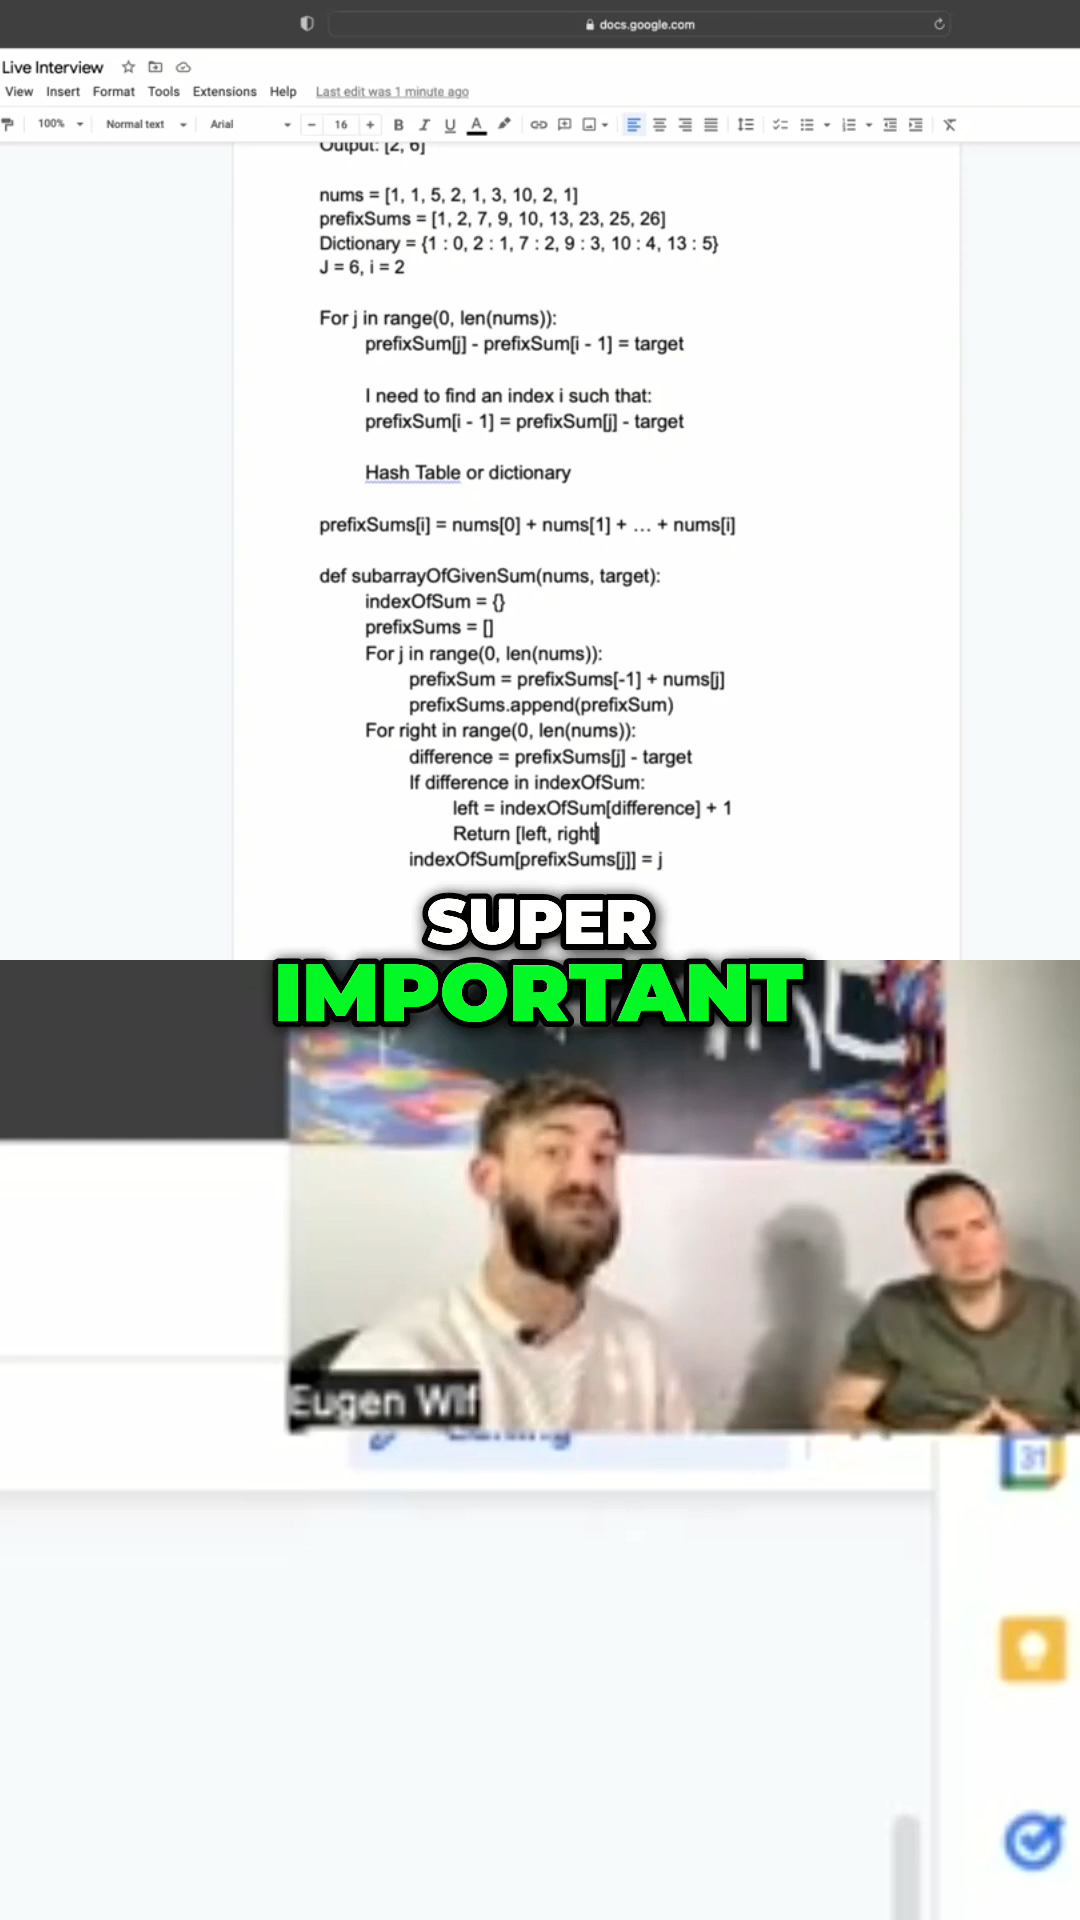 docs.google.com
Live Interview
View Insert Format Tools Extensions Help Last edit was 1 minute ago
100% Normal text Arial − 16 + B I U A
Output: [2, 6]
nums = [1, 1, 5, 2, 1, 3, 10, 2, 1]
prefixSums = [1, 2, 7, 9, 10, 13, 23, 25, 26]
Dictionary = {1 : 0, 2 : 1, 7 : 2, 9 : 3, 10 : 4, 13 : 5}
J = 6, i = 2
For j in range(0, len(nums)):
prefixSum[j] - prefixSum[i - 1] = target
I need to find an index i such that:
prefixSum[i - 1] = prefixSum[j] - target
Hash Table or dictionary
prefixSums[i] = nums[0] + nums[1] + … + nums[i]
def subarrayOfGivenSum(nums, target):
indexOfSum = {}
prefixSums = []
For j in range(0, len(nums)):
prefixSum = prefixSums[-1] + nums[j]
prefixSums.append(prefixSum)
For right in range(0, len(nums)):
difference = prefixSums[j] - target
If difference in indexOfSum:
left = indexOfSum[difference] + 1
Return [left, right]
indexOfSum[prefixSums[j]] = j
SUPER
IMPORTANT
Eugen Wlf
31